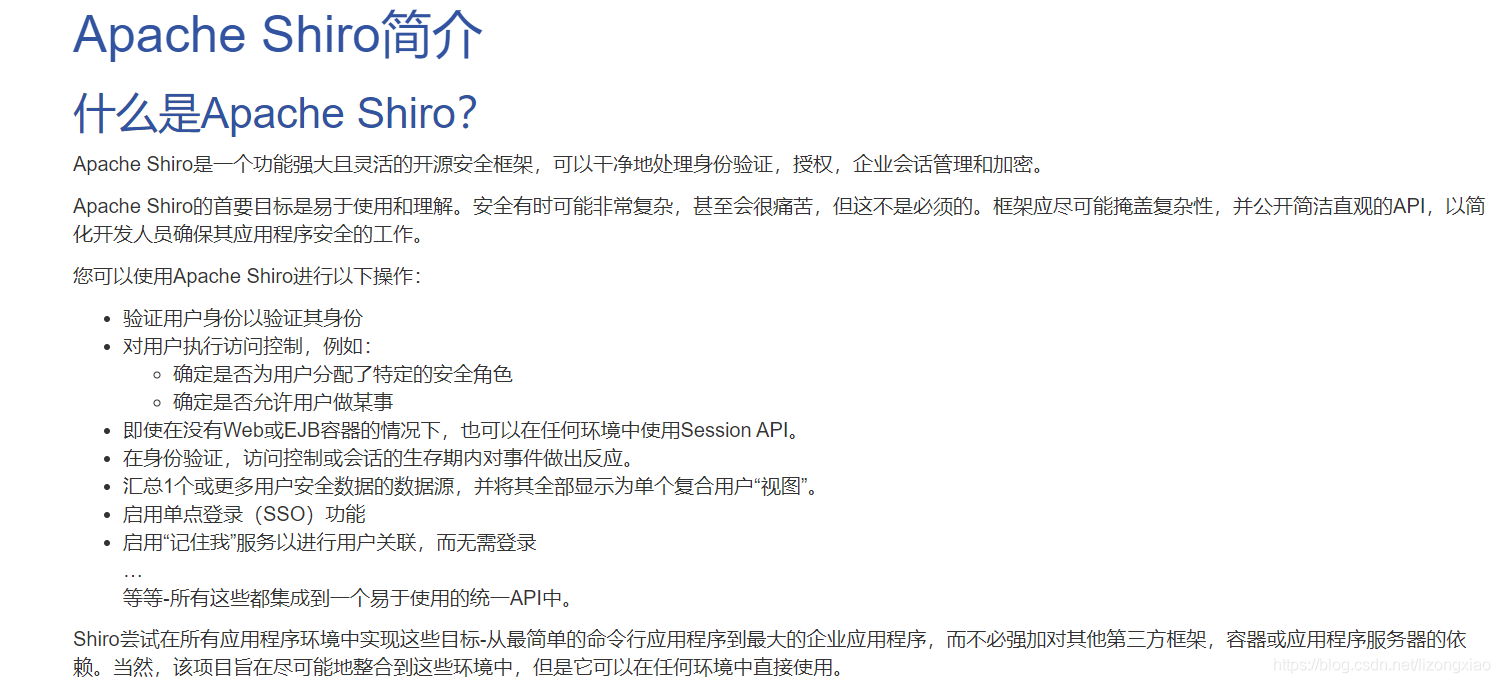 Apache Shiro简介
什么是Apache Shiro？
Apache Shiro是一个功能强大且灵活的开源安全框架，可以干净地处理身份验证，授权，企业会话管理和加密。
Apache Shiro的首要目标是易于使用和理解。安全有时可能非常复杂，甚至会很痛苦，但这不是必须的。框架应尽可能掩盖复杂性，并公开简洁直观的API，以简
化开发人员确保其应用程序安全的工作。
您可以使用Apache Shiro进行以下操作：
• 验证用户身份以验证其身份
• 对用户执行访问控制，例如：
◦ 确定是否为用户分配了特定的安全角色
◦ 确定是否允许用户做某事
• 即使在没有Web或EJB容器的情况下，也可以在任何环境中使用Session API。
• 在身份验证，访问控制或会话的生存期内对事件做出反应。
• 汇总1个或更多用户安全数据的数据源，并将其全部显示为单个复合用户“视图”。
• 启用单点登录（SSO）功能
• 启用“记住我”服务以进行用户关联，而无需登录
…
等等-所有这些都集成到一个易于使用的统一API中。
Shiro尝试在所有应用程序环境中实现这些目标-从最简单的命令行应用程序到最大的企业应用程序，而不必强加对其他第三方框架，容器或应用程序服务器的依
赖。当然，该项目旨在尽可能地整合到这些环境中，但是它可以在任何环境中直接使用。
https://blog.csdn.net/lizongxiao